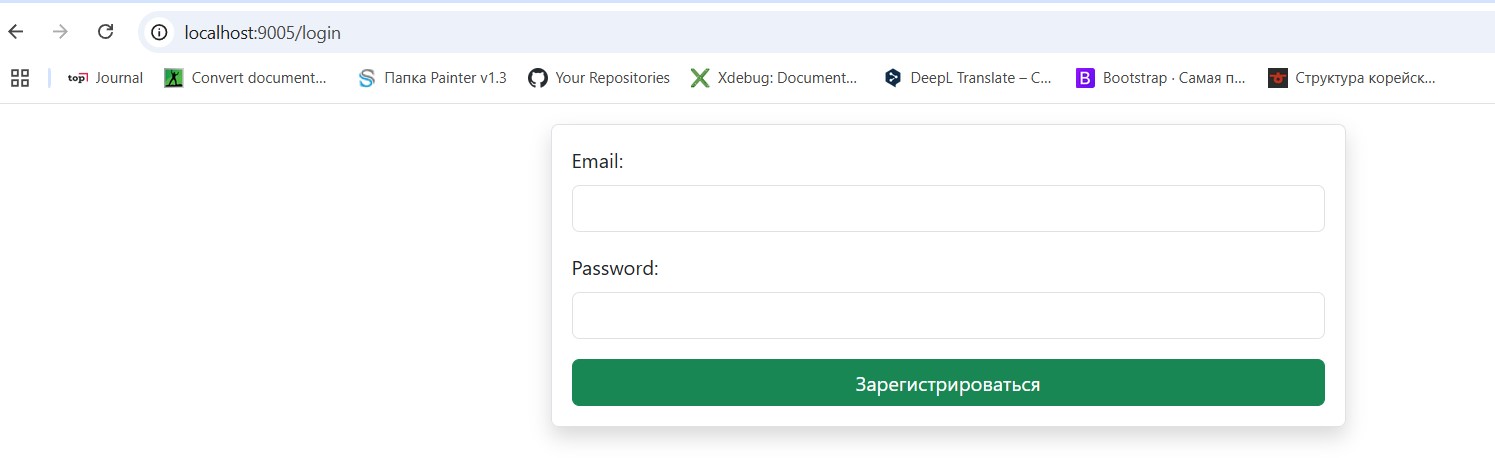 localhost:9005/login
top Journal Convert document... Папка Painter v1.3 Your Repositories Xdebug: Document... DeepL Translate – C... B Bootstrap · Самая п... Структура корейск...
Email:
Password:
Зарегистрироваться